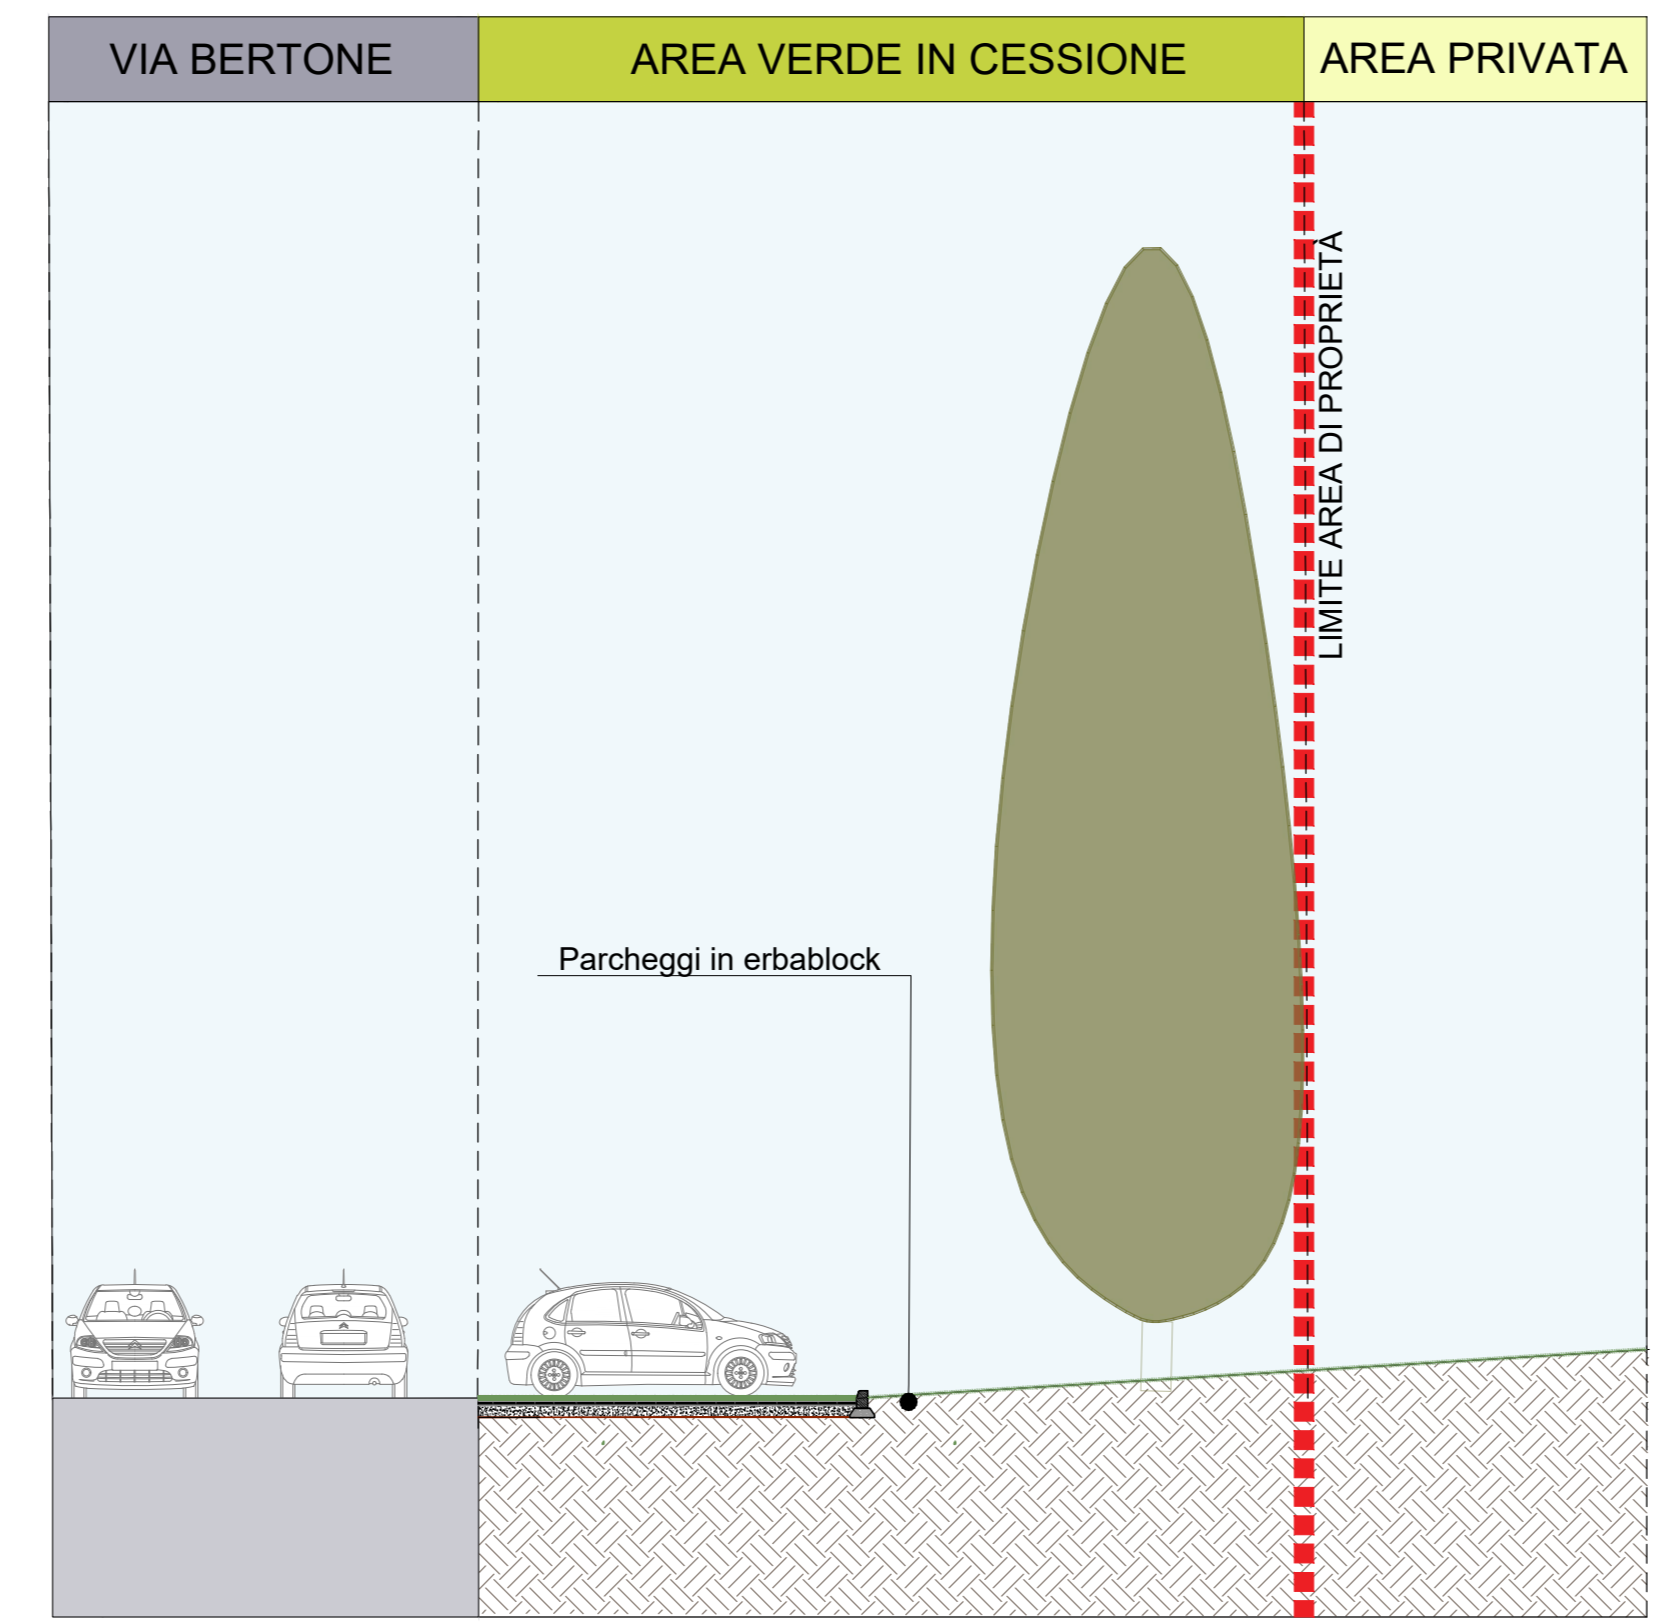 VIA BERTONE
AREA VERDE IN CESSIONE
AREA PRIVATA
LIMITE AREA DI PROPRIETÀ
Parcheggi in erbablock